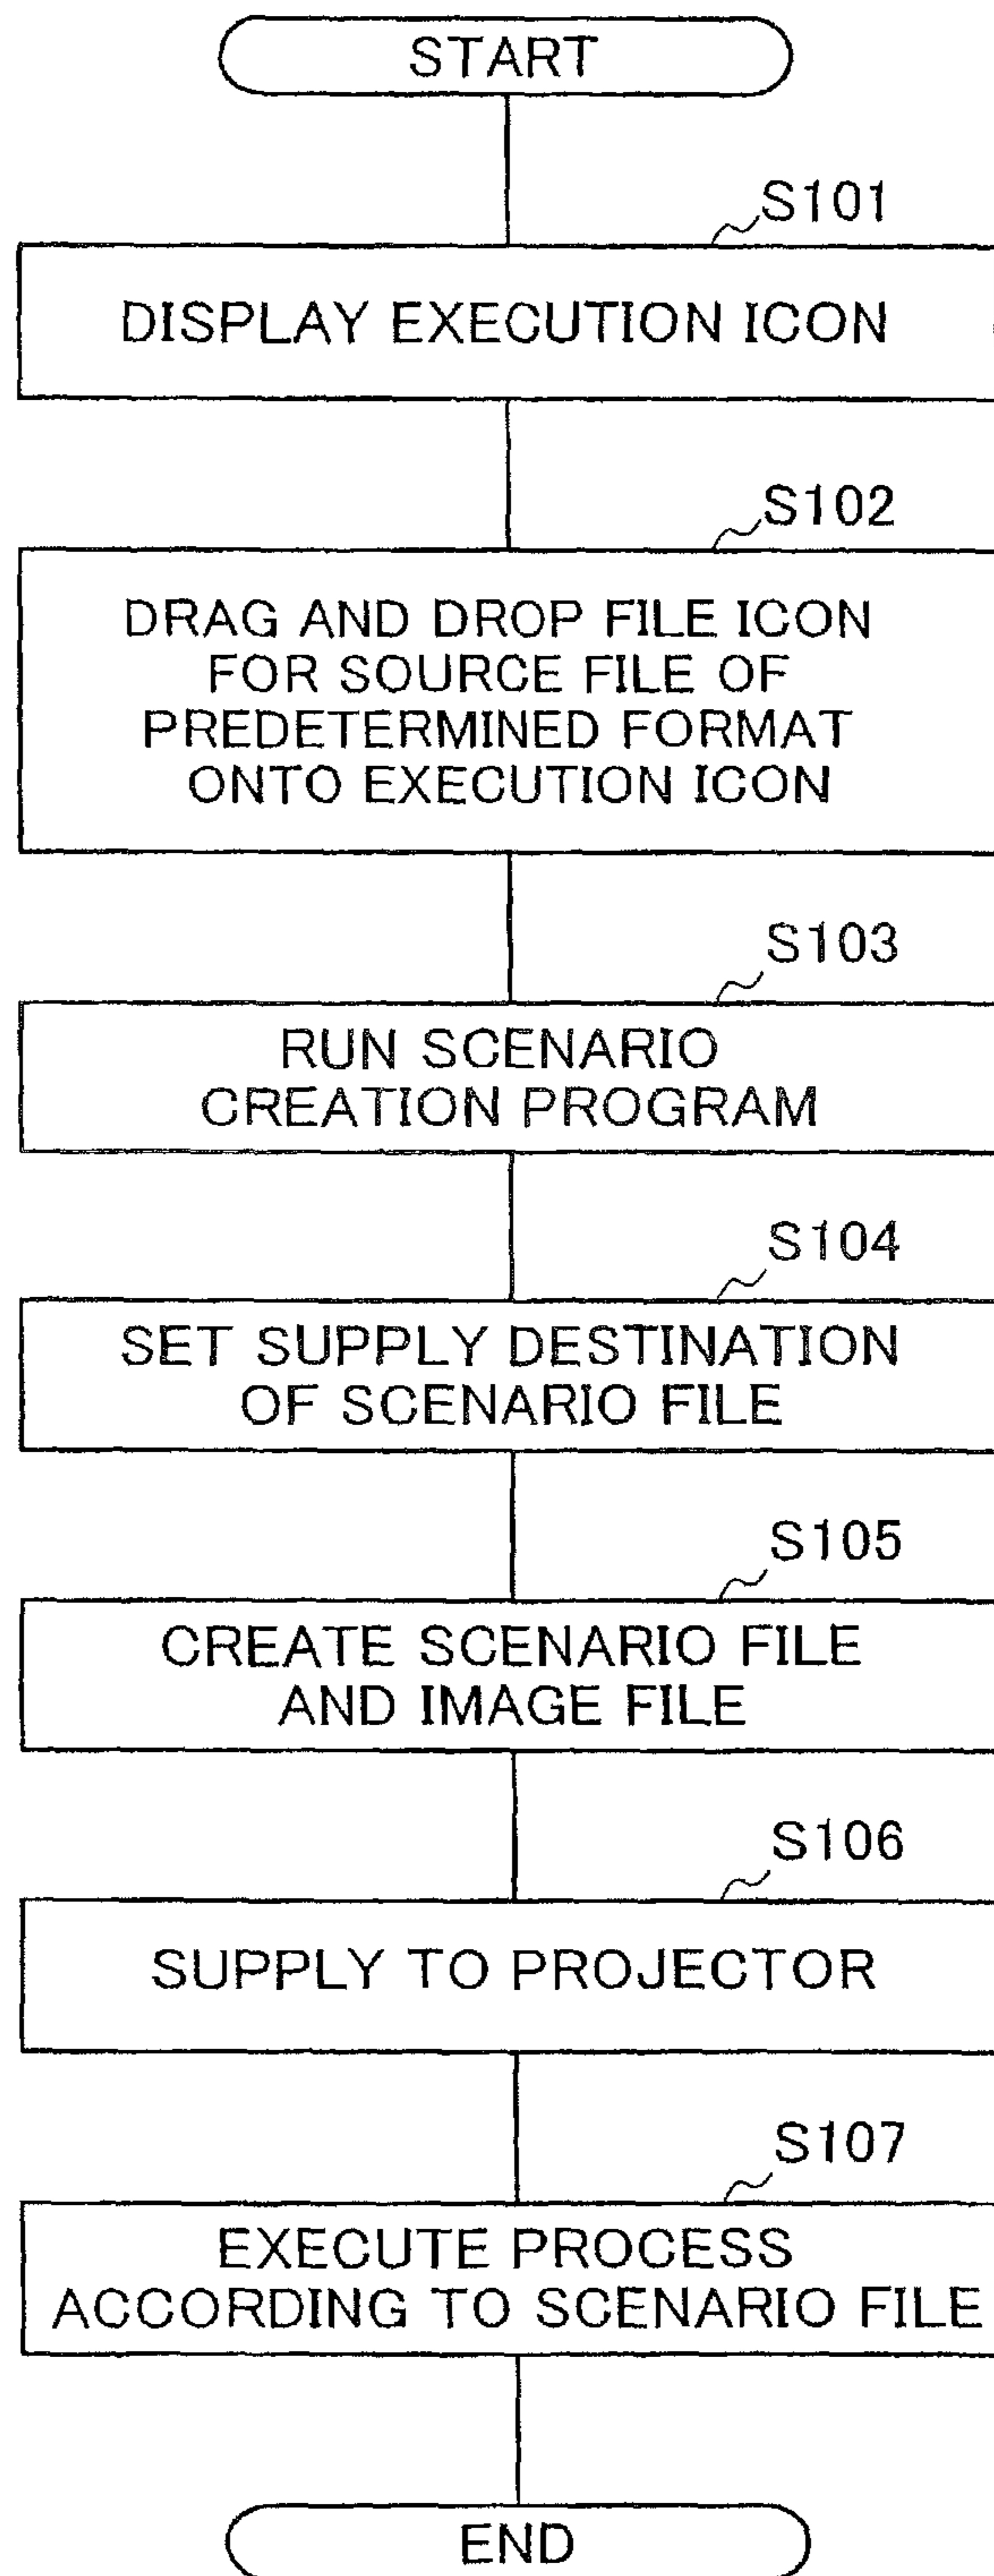 START
S101
DISPLAY EXECUTION ICON
S102
DRAG AND DROP FILE ICON
FOR SOURCE FILE OF
PREDETERMINED FORMAT
ONTO EXECUTION ICON
S103
RUN SCENARIO
CREATION PROGRAM
S104
SET SUPPLY DESTINATION
OF SCENARIO FILE
S105
CREATE SCENARIO FILE
AND IMAGE FILE
S106
SUPPLY TO PROJECTOR
S107
EXECUTE PROCESS
ACCORDING TO SCENARIO FILE
END